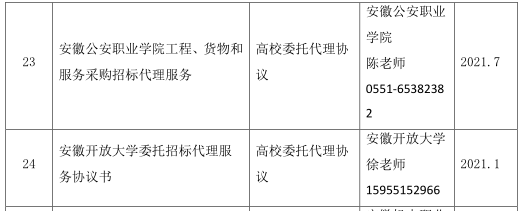 安徽公安职业
学院
陈老师
0551-6538238
2
23
安徽公安职业学院工程、货物和
服务采购招标代理服务
高校委托代理协
议
2021.7
24
安徽开放大学委托招标代理服
务协议书
高校委托代理协
议
安徽开放大学
徐老师
15955152966
2021.1